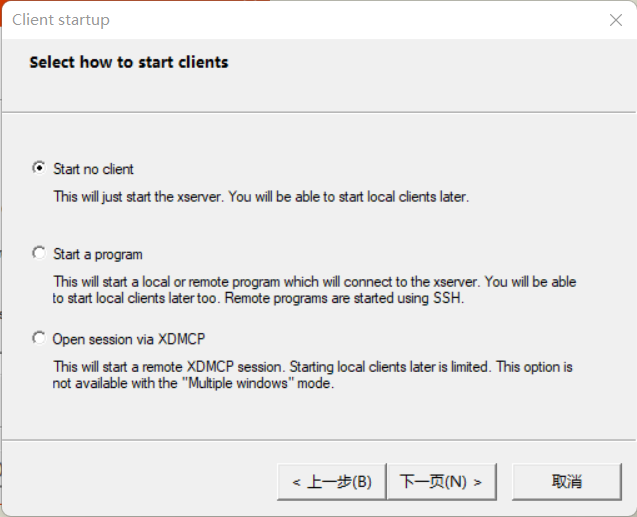 Client startup
Select how to start clients
Start no client
This will just start the xserver. You will be able to start local clients later.
Start a program
This will start a local or remote program which will connect to the xserver. You will be able
to start local clients later too. Remote programs are started using SSH.
Open session via XDMCP
This will start a remote XDMCP session. Starting local clients later is limited. This option is
not available with the "Multiple windows" mode.
< 上一步(B) 下一页(N) > 取消